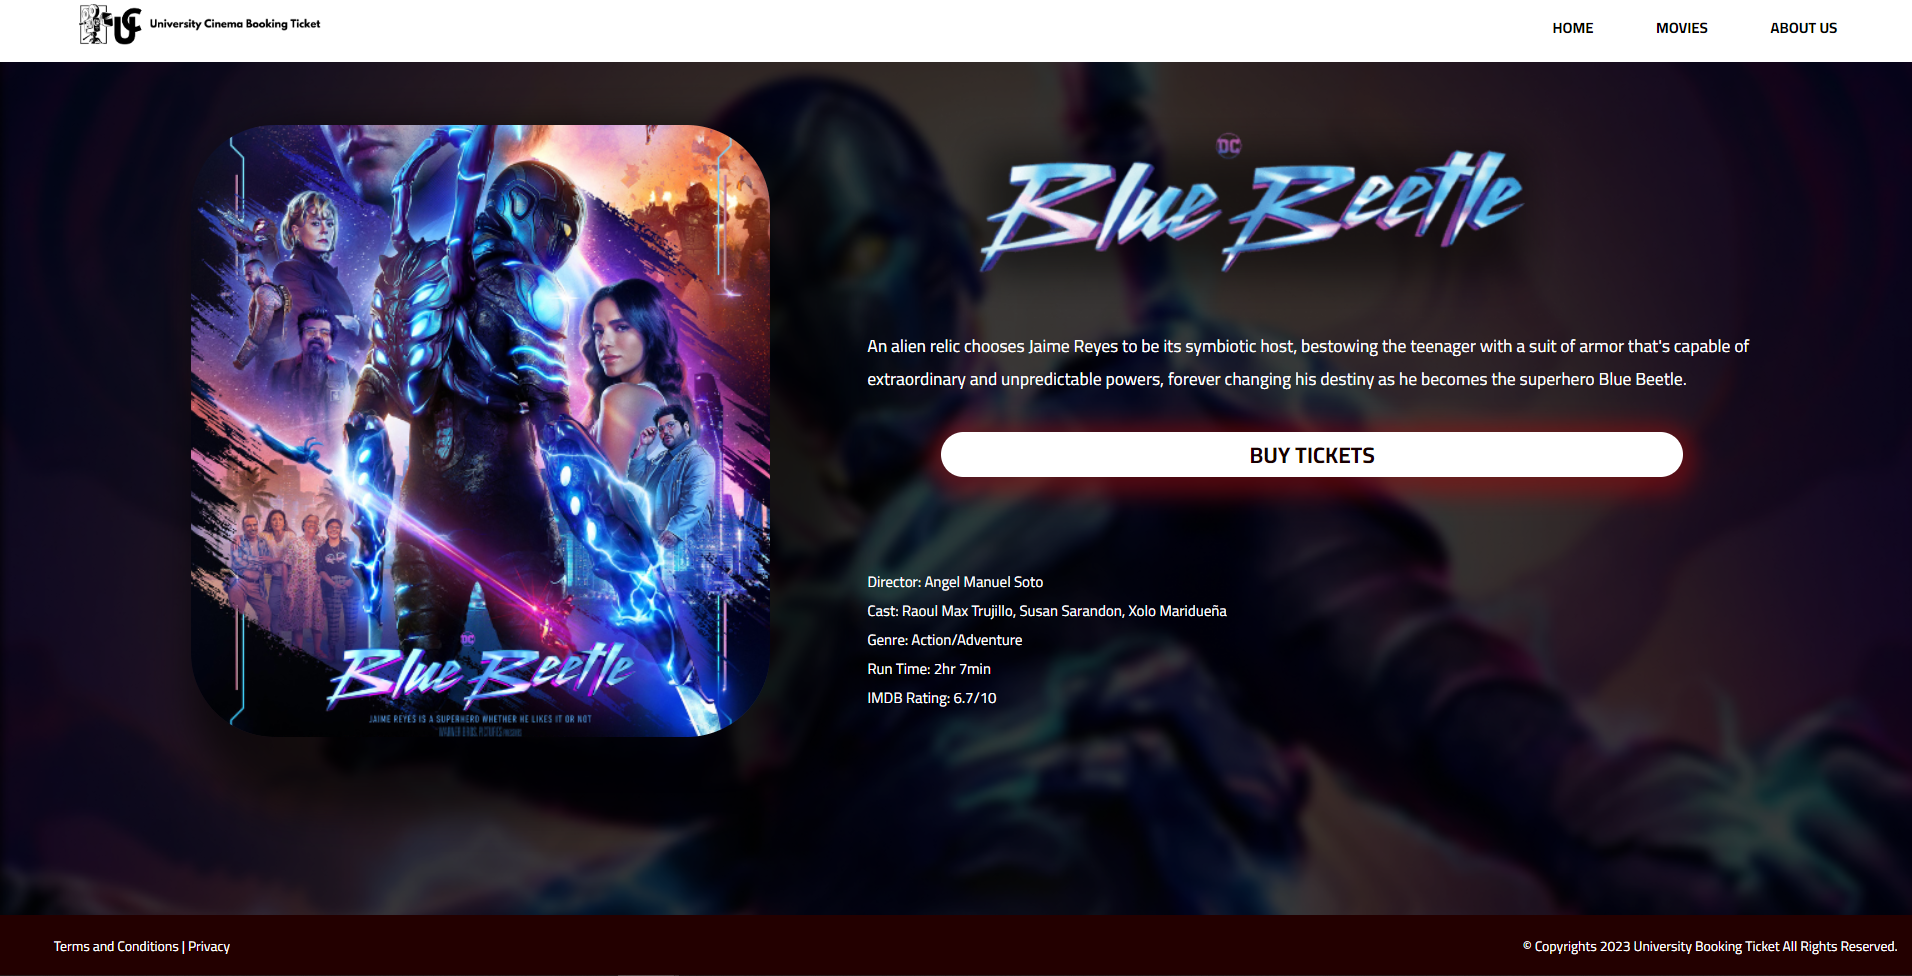 University Cinema Booking Ticket
HOME
MOVIES
ABOUT US
DC
Blue Beetle
An alien relic chooses Jaime Reyes to be its symbiotic host, bestowing the teenager with a suit of armor that's capable of
extraordinary and unpredictable powers, forever changing his destiny as he becomes the superhero Blue Beetle.
BUY TICKETS
Director: Angel Manuel Soto
Cast: Raoul Max Trujillo, Susan Sarandon, Xolo Maridueña
Genre: Action/Adventure
Run Time: 2hr 7min
IMDB Rating: 6.7/10
DC
Blue Beetle
JAIME REYES IS A SUPERHERO WHETHER HE LIKES IT OR NOT
WARNER BROS. PICTURES
Terms and Conditions | Privacy
© Copyrights 2023 University Booking Ticket All Rights Reserved.